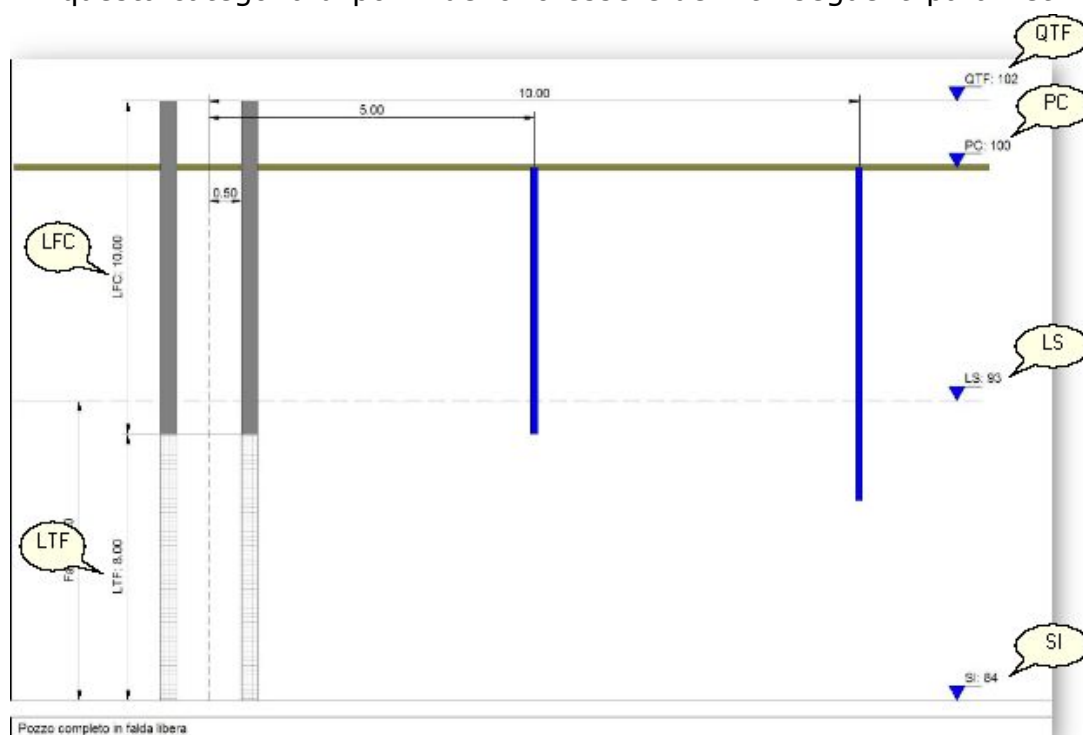 QTF
QTF: 102
10.00
5.00
PC
PC: 100
0.50
LFC
LFC: 10.00
LS
LS: 93
LTF
LTF: 8.00
SI
SI: 84
Pozzo completo in falda libera